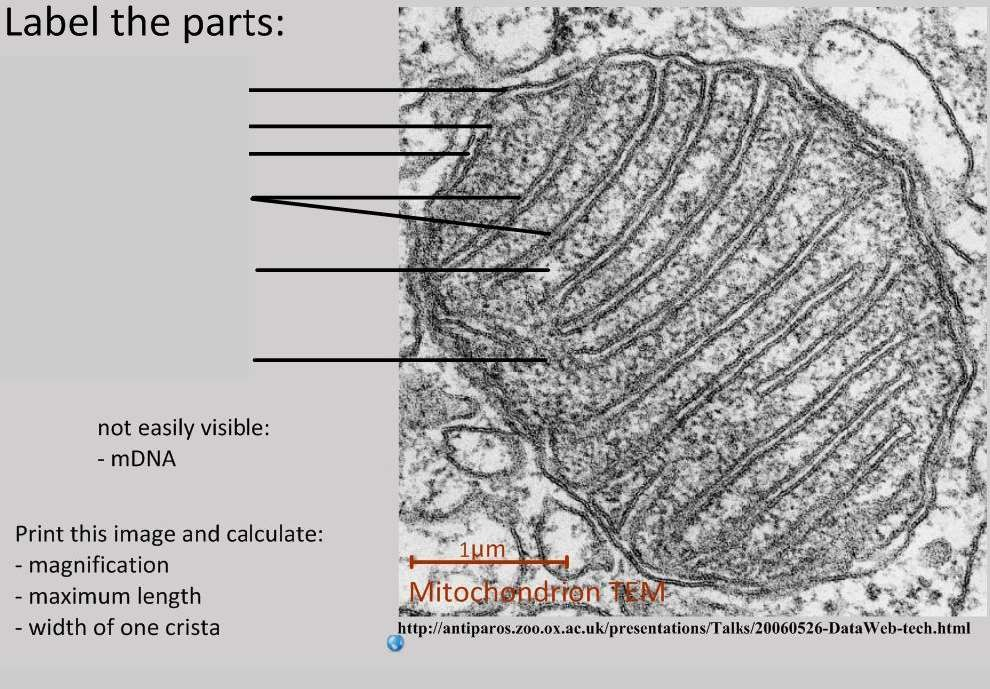 Label the parts:
not easily visible:
- mDNA
Print this image and calculate:
- magnification
- maximum length
- width of one crista
1µm
Mitochondrion TEM
http://antiparos.zoo.ox.ac.uk/presentations/Talks/20060526-DataWeb-tech.html